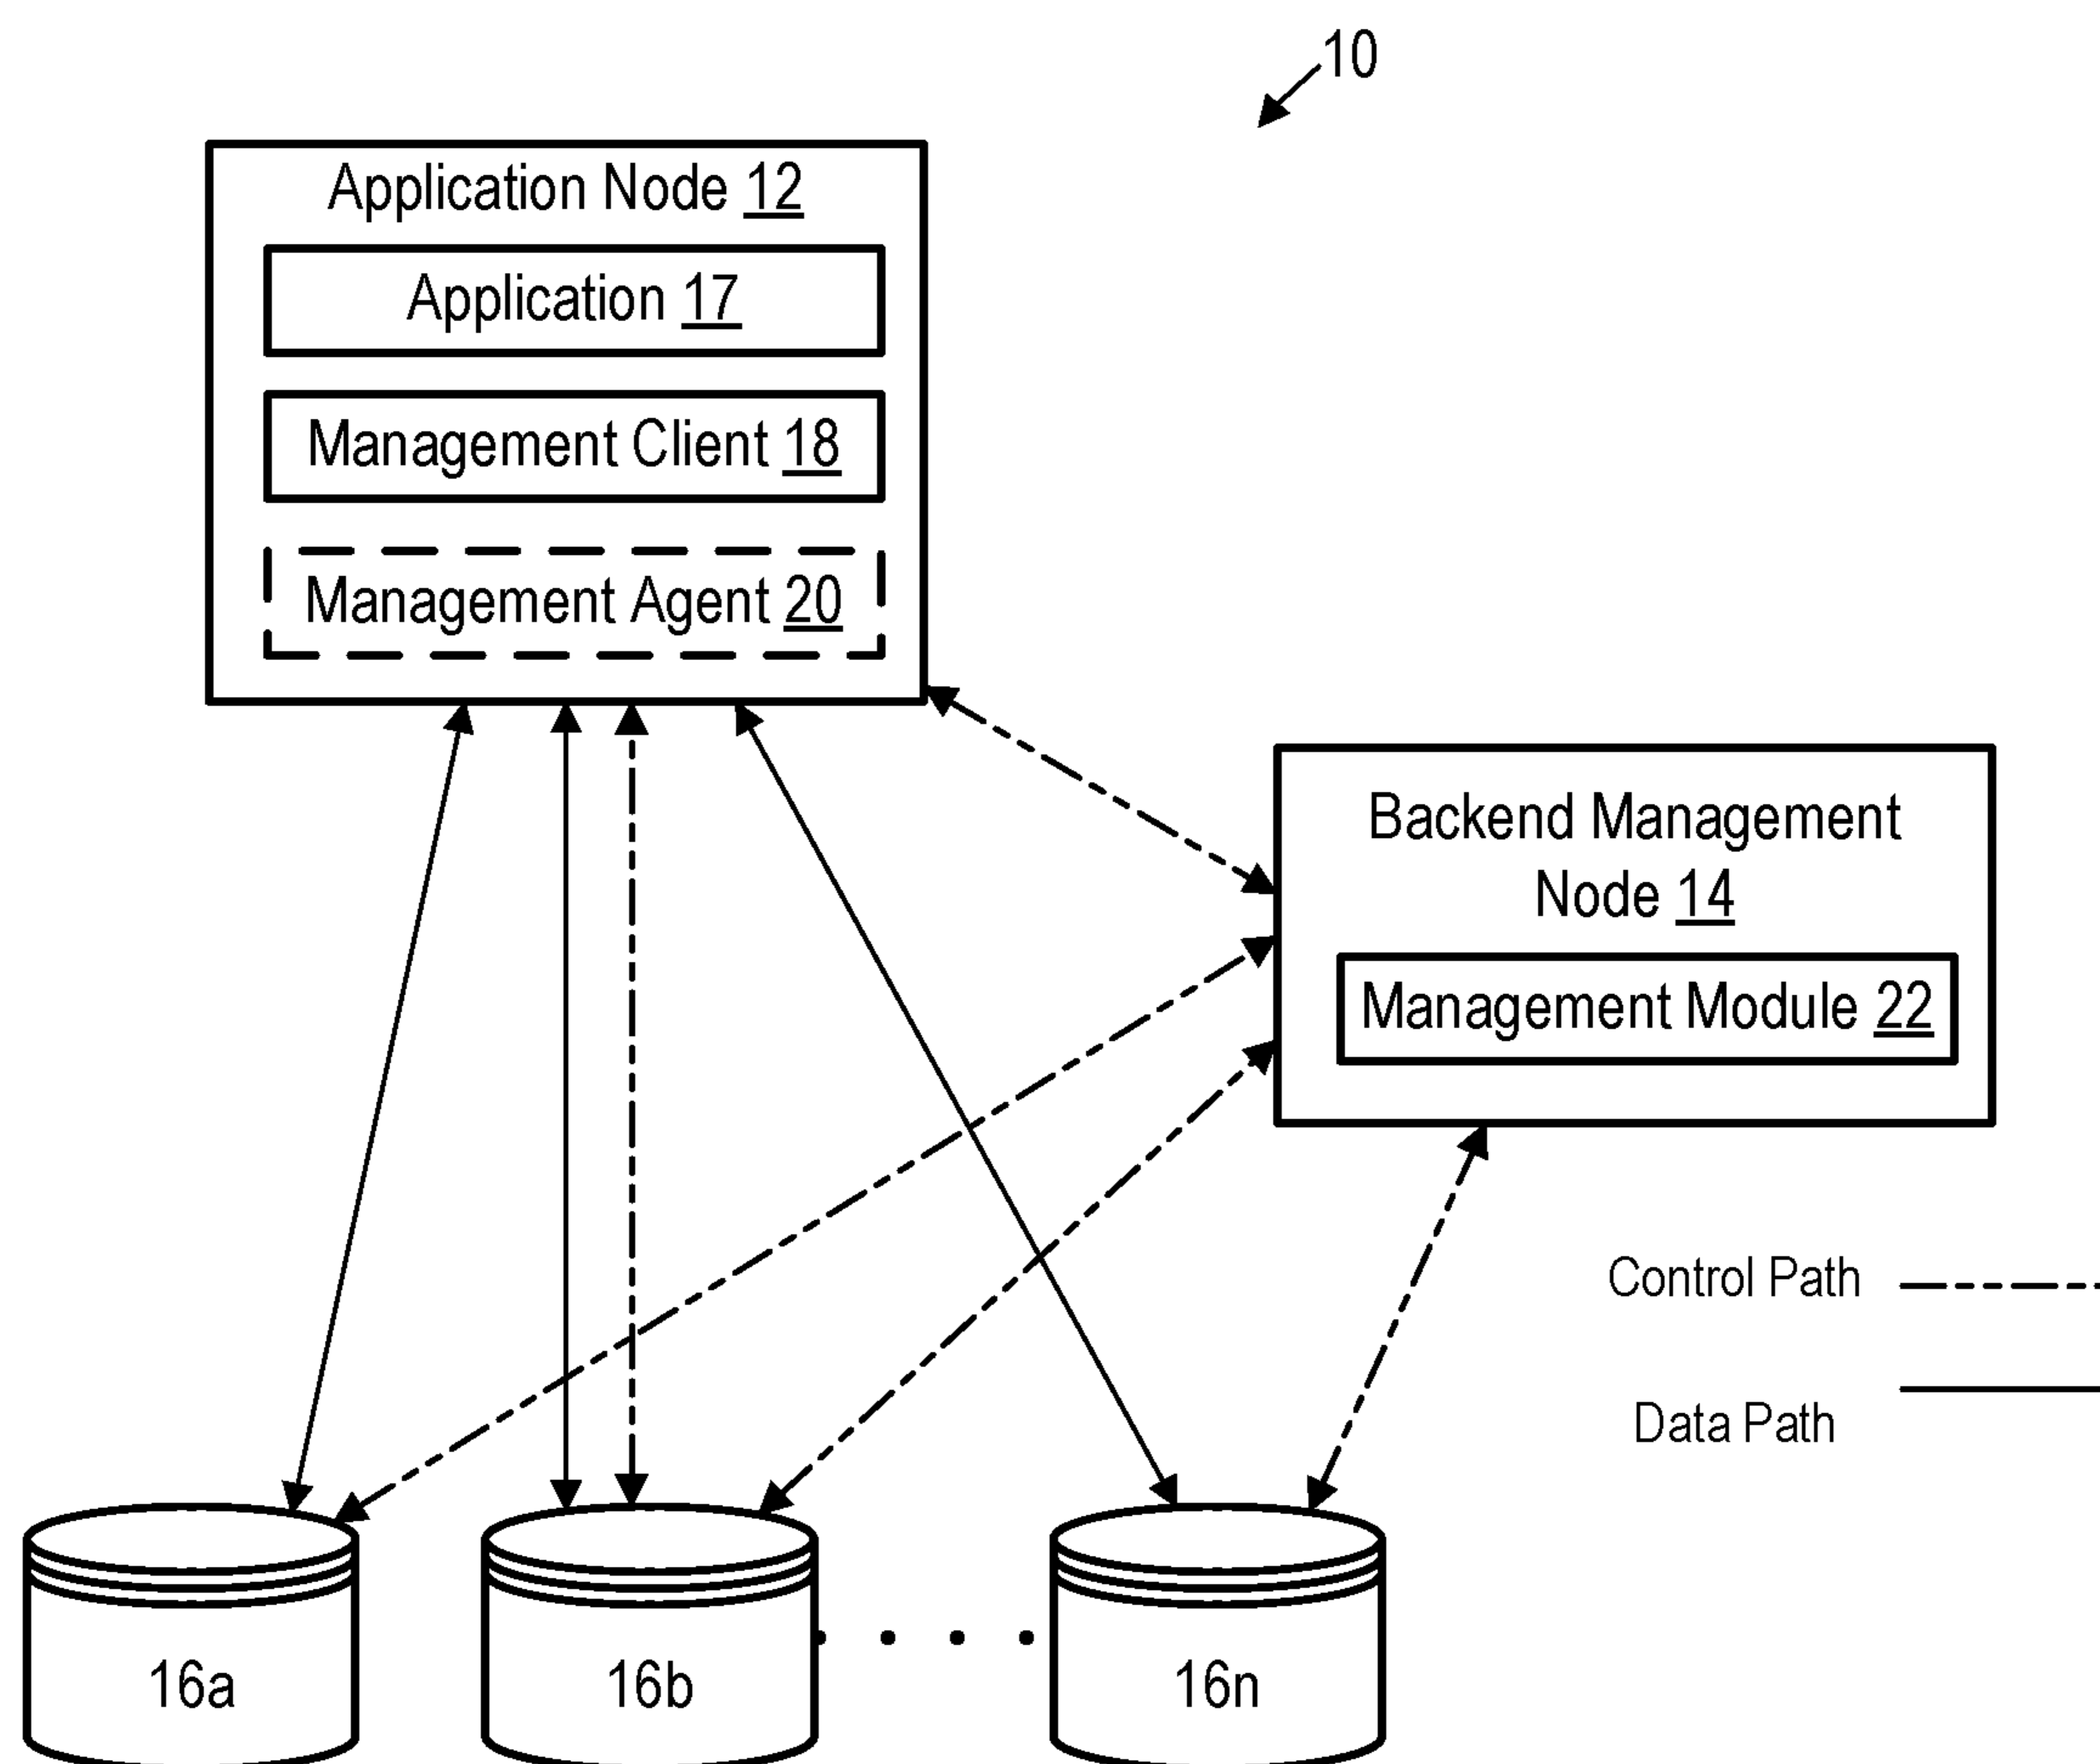 10
Application Node 12
Application 17
Management Client 18
Management Agent 20
Backend Management
Node 14
Management Module 22
Control Path
Data Path
16a
16b
16n